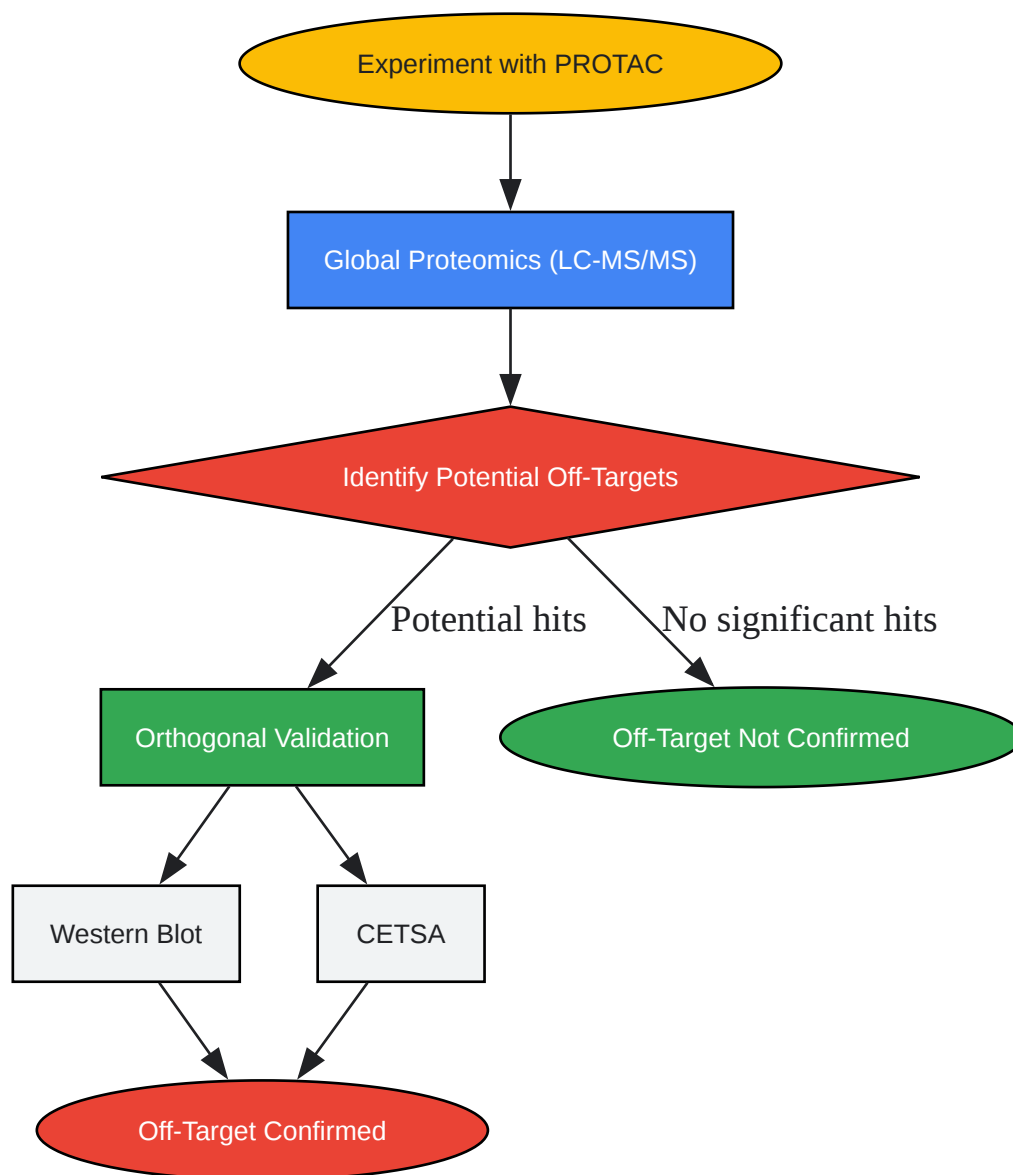 Experiment with PROTAC
Global Proteomics (LC-MS/MS)
Identify Potential Off-Targets
Potential hits
No significant hits
Orthogonal Validation
Off-Target Not Confirmed
Western Blot
CETSA
Off-Target Confirmed